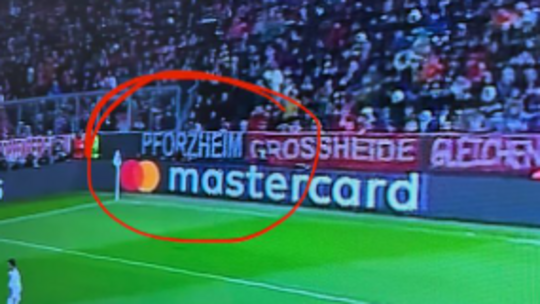 PFORZHEIM GROSSHEIDE GLEICHEN
mastercard